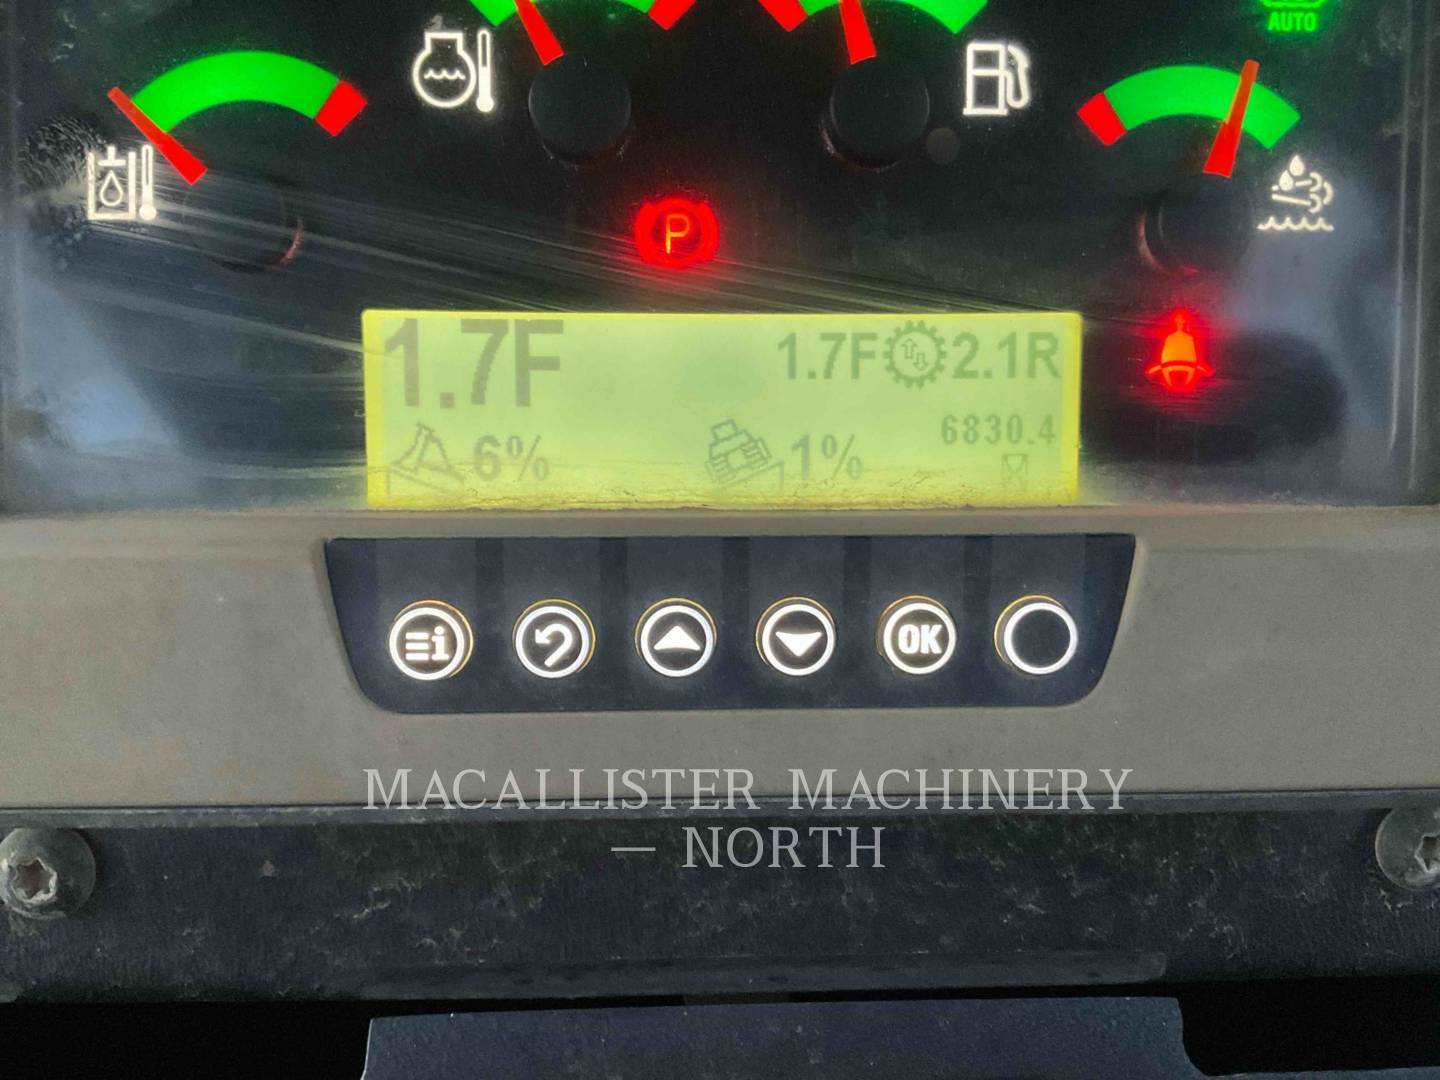 AUTO
P
1.7F
1.7F 2.1R
6830.4
6% 1%
OK
MACALLISTER MACHINERY
— NORTH